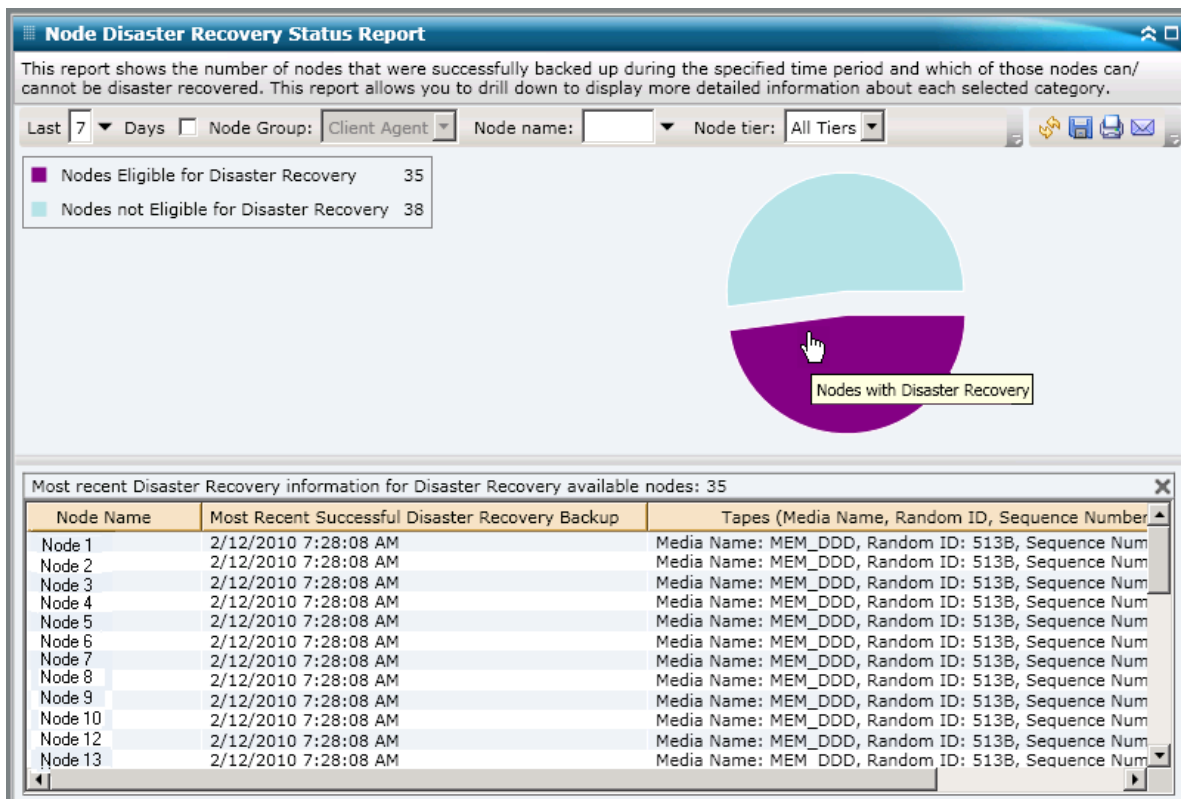 Node Disaster Recovery Status Report
This report shows the number of nodes that were successfully backed up during the specified time period and which of those nodes can/
cannot be disaster recovered. This report allows you to drill down to display more detailed information about each selected category.
Last 7 Days Node Group: Client Agent Node name: Node tier: All Tiers
Nodes Eligible for Disaster Recovery 35
Nodes not Eligible for Disaster Recovery 38
Nodes with Disaster Recovery
Most recent Disaster Recovery information for Disaster Recovery available nodes: 35
Node Name Most Recent Successful Disaster Recovery Backup Tapes (Media Name, Random ID, Sequence Number
Node 1 2/12/2010 7:28:08 AM Media Name: MEM_DDD, Random ID: 513B, Sequence Num
Node 2 2/12/2010 7:28:08 AM Media Name: MEM_DDD, Random ID: 513B, Sequence Num
Node 3 2/12/2010 7:28:08 AM Media Name: MEM_DDD, Random ID: 513B, Sequence Num
Node 4 2/12/2010 7:28:08 AM Media Name: MEM_DDD, Random ID: 513B, Sequence Num
Node 5 2/12/2010 7:28:08 AM Media Name: MEM_DDD, Random ID: 513B, Sequence Num
Node 6 2/12/2010 7:28:08 AM Media Name: MEM_DDD, Random ID: 513B, Sequence Num
Node 7 2/12/2010 7:28:08 AM Media Name: MEM_DDD, Random ID: 513B, Sequence Num
Node 8 2/12/2010 7:28:08 AM Media Name: MEM_DDD, Random ID: 513B, Sequence Num
Node 9 2/12/2010 7:28:08 AM Media Name: MEM_DDD, Random ID: 513B, Sequence Num
Node 10 2/12/2010 7:28:08 AM Media Name: MEM_DDD, Random ID: 513B, Sequence Num
Node 12 2/12/2010 7:28:08 AM Media Name: MEM_DDD, Random ID: 513B, Sequence Num
Node 13 2/12/2010 7:28:08 AM Media Name: MEM_DDD, Random ID: 513B, Sequence Num